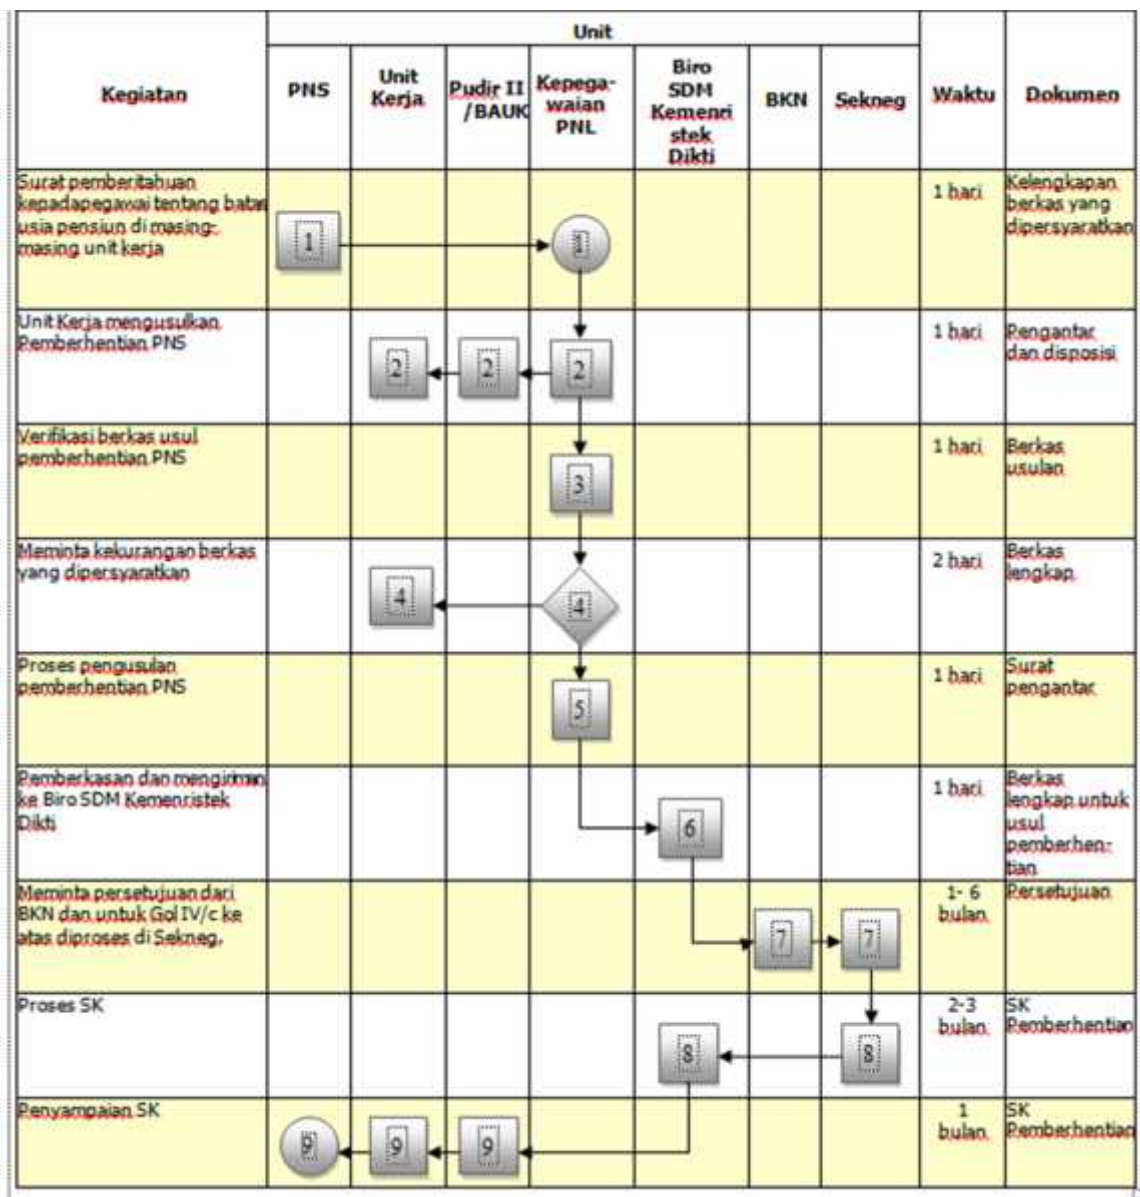 Unit
Kegiatan
PNS
Unit
Kerja
Pudir II
/BAUK
Kepega-
waian
PNL
Biro
SDM
Kemenri
stek
Dikti
BKN
Sekneg
Waktu
Dokumen
Surat pemberitahuan
kepadapegawai tentang batas
usia pensiun di masing-
masing unit kerja
1
1
1 hari
Kelengkapan
berkas yang
dipersyaratkan
Unit Kerja mengusulkan
Pemberhentian PNS
2
2
2
1 hari
Pengantar
dan disposisi
Verifikasi berkas usul
pemberhentian PNS
3
1 hari
Berkas
usulan
Meminta kekurangan berkas
yang dipersyaratkan
4
4
2 hari
Berkas
lengkap
Proses pengusulan
pemberhentian PNS
5
1 hari
Surat
pengantar
Pemberkasan dan mengiriman
ke Biro SDM Kemenristek
Dikti
6
1 hari
Berkas
lengkap untuk
usul
pemberhen-
tian
Meminta persetujuan dari
BKN dan untuk Gol IV/c ke
atas diproses di Sekneg.
7
7
1- 6
bulan
Persetujuan
Proses SK
8
8
2-3
bulan
SK
Pemberhentian
Penyampaian SK
9
9
9
1
bulan
SK
Pemberhentian